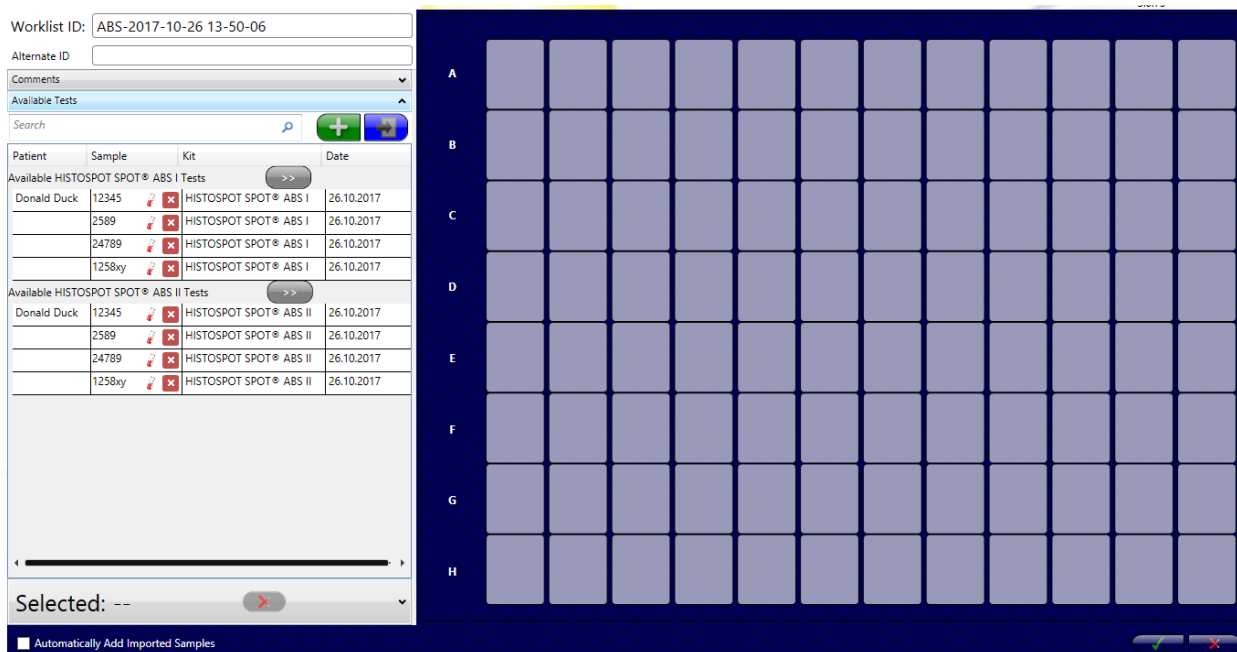 Worklist ID: ABS-2017-10-26 13-50-06
Alternate ID
Comments
Available Tests
Search
Patient Sample Kit Date
Available HISTOSPOT SPOT® ABS I Tests >>
Donald Duck 12345 HISTOSPOT SPOT® ABS I 26.10.2017
2589 HISTOSPOT SPOT® ABS I 26.10.2017
24789 HISTOSPOT SPOT® ABS I 26.10.2017
1258xy HISTOSPOT SPOT® ABS I 26.10.2017
Available HISTOSPOT SPOT® ABS II Tests >>
Donald Duck 12345 HISTOSPOT SPOT® ABS II 26.10.2017
2589 HISTOSPOT SPOT® ABS II 26.10.2017
24789 HISTOSPOT SPOT® ABS II 26.10.2017
1258xy HISTOSPOT SPOT® ABS II 26.10.2017
Selected: --
Automatically Add Imported Samples
A
B
C
D
E
F
G
H